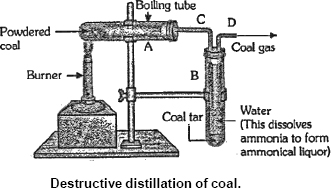 Boiling tube
C
D
Powdered
coal
A
Coal gas
Burner
B
Coal tar
Water
(This dissolves
ammonia to form
ammonical liquor)
Destructive distillation of coal.